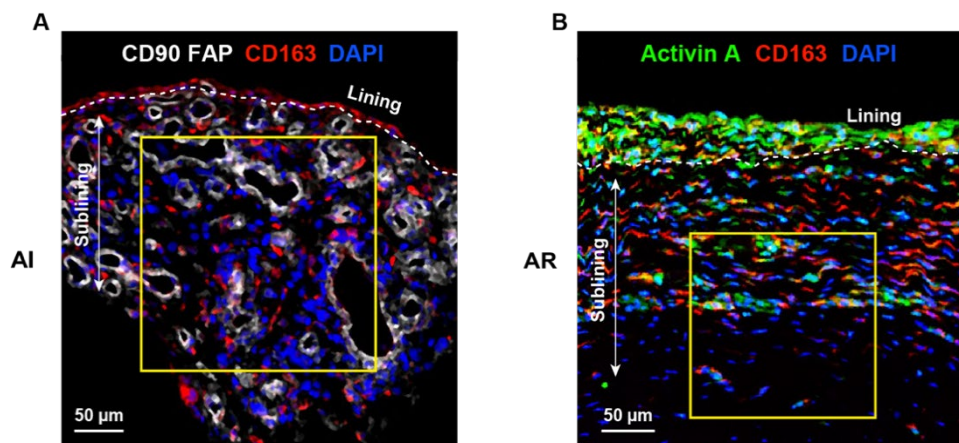 A
CD90 FAP CD163 DAPI
Lining
Sublining
AI
50 µm
B
Activin A CD163 DAPI
Lining
Sublining
AR
50 µm